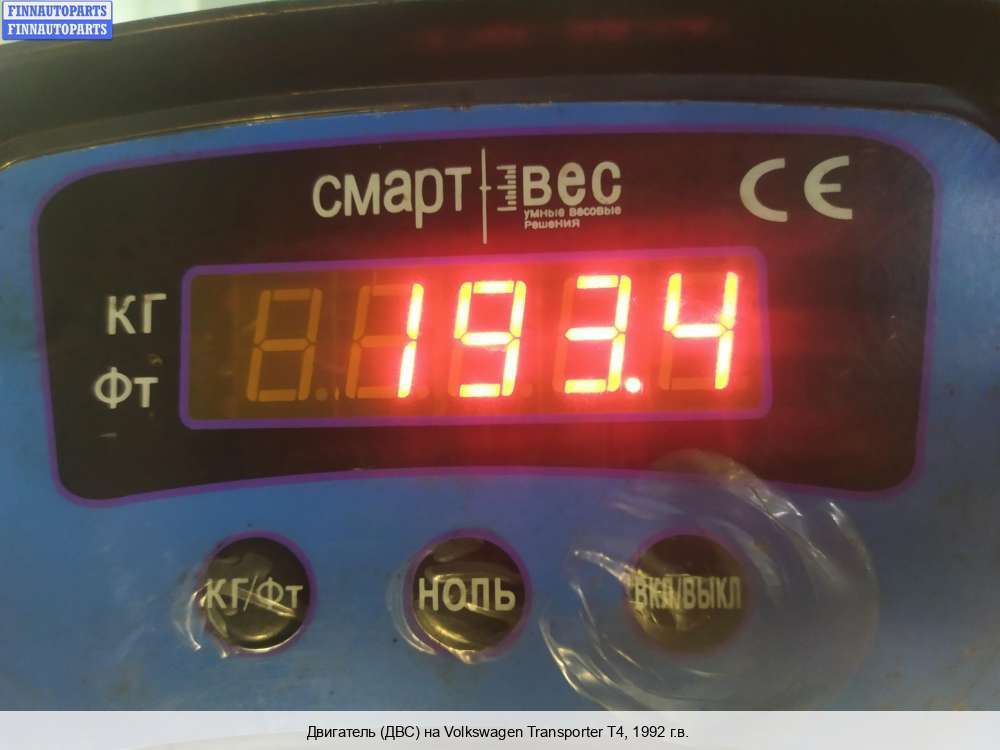 FINNAUTOPARTS
FINNAUTOPARTS
смарт вес
умные весовые
решения
CE
кг
193.4
Фт
КГ/Фт
НОЛЬ
ВКЛ/ВЫКЛ
Двигатель (ДВС) на Volkswagen Transporter T4, 1992 г.в.